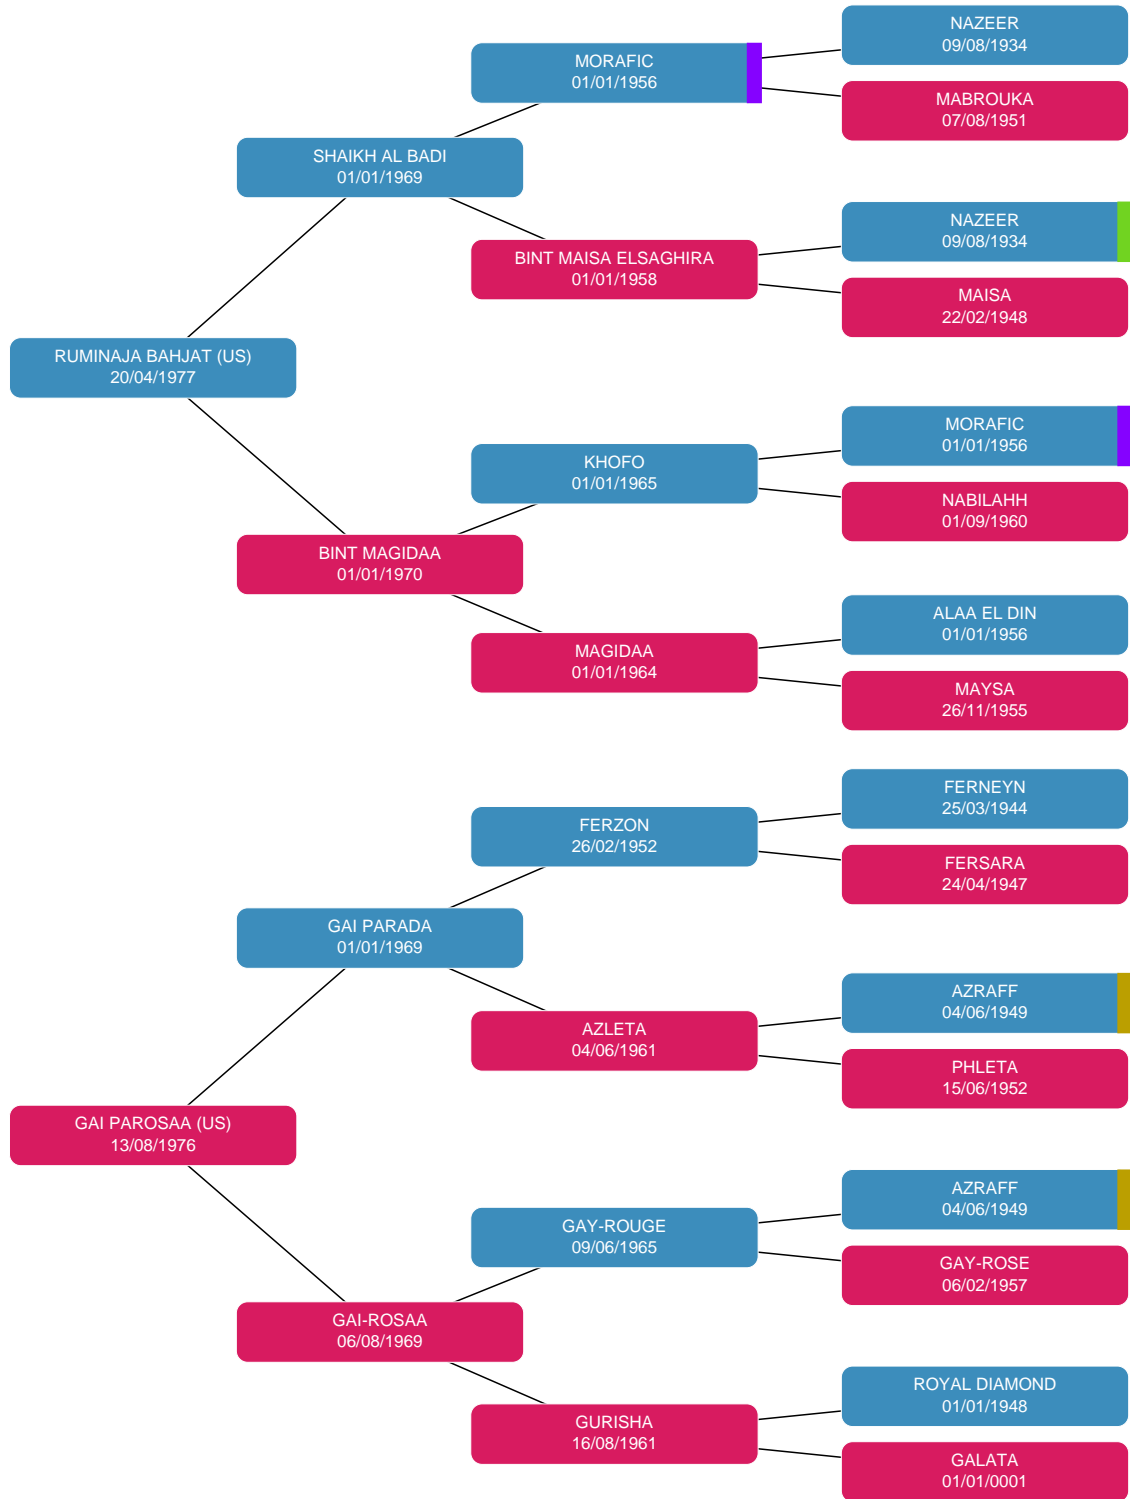 NAZEER
09/08/1934
MORAFIC
01/01/1956
MABROUKA
07/08/1951
SHAIKH AL BADI
01/01/1969
NAZEER
09/08/1934
BINT MAISA ELSAGHIRA
01/01/1958
MAISA
22/02/1948
RUMINAJA BAHJAT (US)
20/04/1977
MORAFIC
01/01/1956
KHOFO
01/01/1965
NABILAHH
01/09/1960
BINT MAGIDAA
01/01/1970
ALAA EL DIN
01/01/1956
MAGIDAA
01/01/1964
MAYSA
26/11/1955
FERNEYN
25/03/1944
FERZON
26/02/1952
FERSARA
24/04/1947
GAI PARADA
01/01/1969
AZRAFF
04/06/1949
AZLETA
04/06/1961
PHLETA
15/06/1952
GAI PAROSAA (US)
13/08/1976
AZRAFF
04/06/1949
GAY-ROUGE
09/06/1965
GAY-ROSE
06/02/1957
GAI-ROSAA
06/08/1969
ROYAL DIAMOND
01/01/1948
GURISHA
16/08/1961
GALATA
01/01/0001